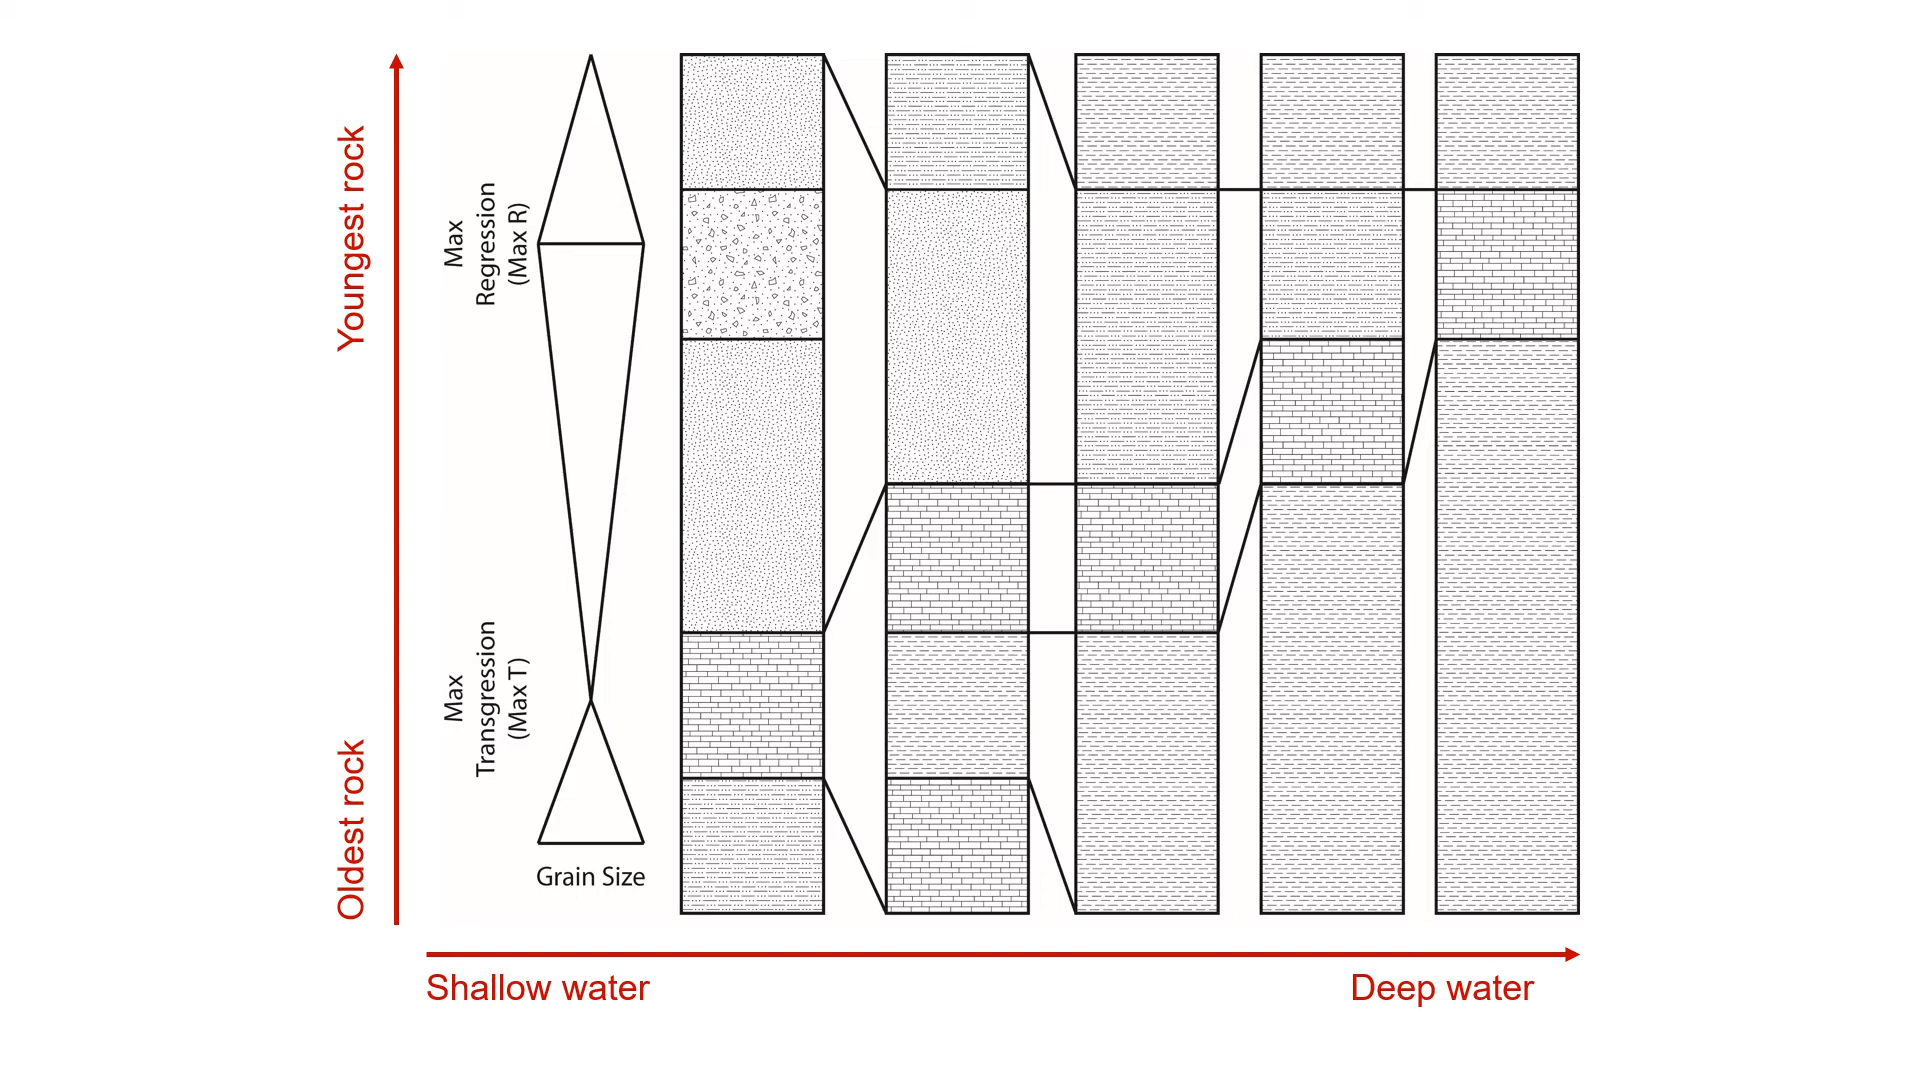 Youngest rock
Oldest rock
Max
Regression
(Max R)
Max
Transgression
(Max T)
Grain Size
Shallow water
Deep water